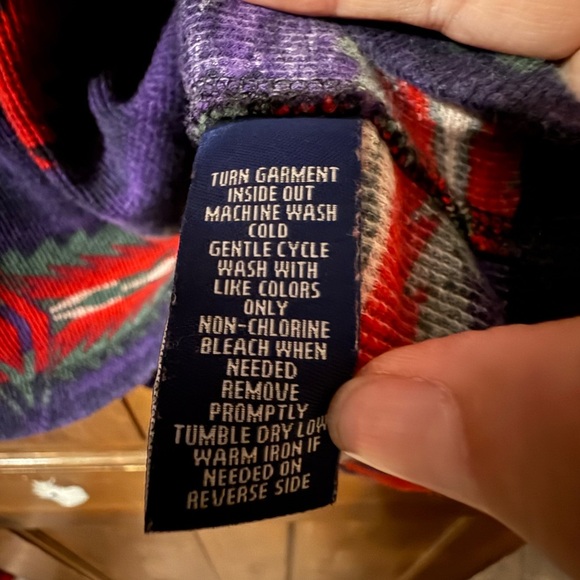 TURN GARMENT
INSIDE OUT
MACHINE WASH
COLD
GENTLE CYCLE
WASH WITH
LIKE COLORS
ONLY
NON-CHLORINE
BLEACH WHEN
NEEDED
REMOVE
PROMPTLY
TUMBLE DRY LOW
WARM IRON IF
NEEDED ON
REVERSE SIDE